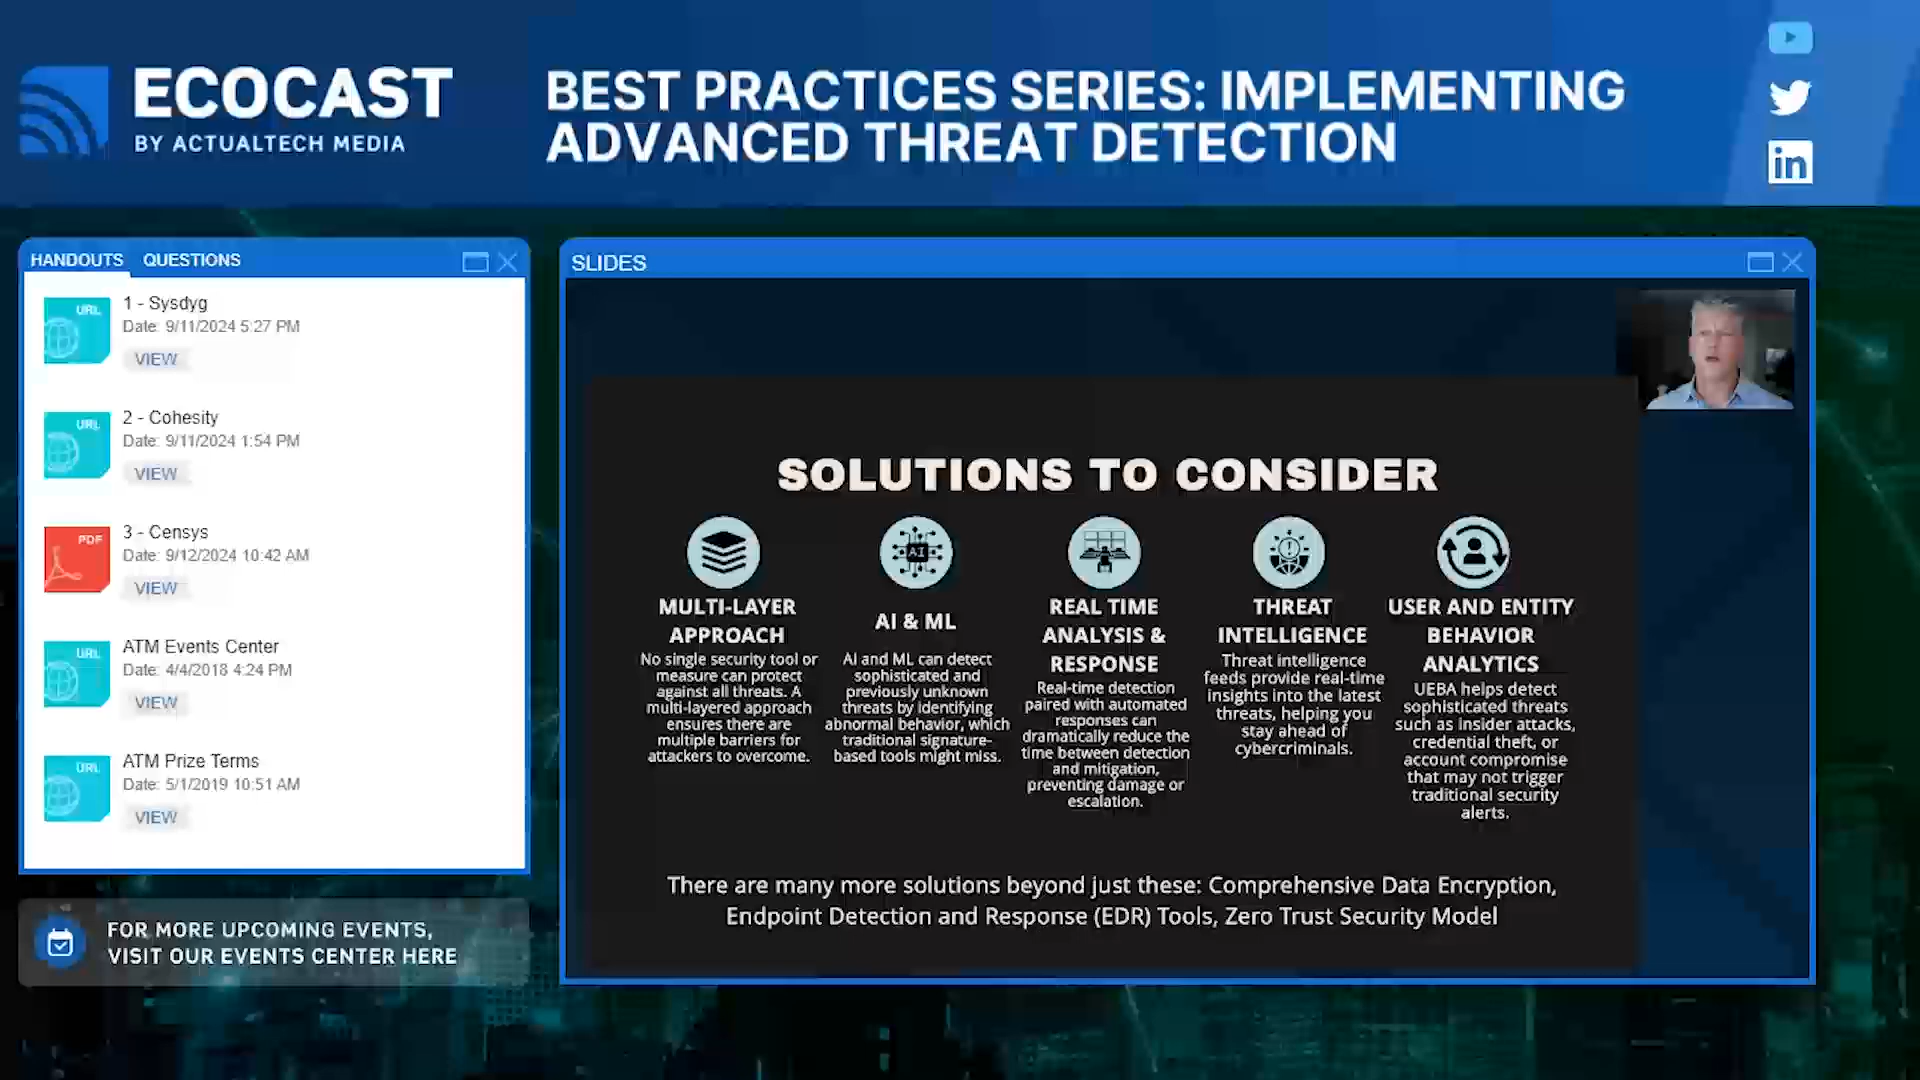 ECOCAST
BY ACTUALTECH MEDIA
BEST PRACTICES SERIES: IMPLEMENTING
ADVANCED THREAT DETECTION
in
HANDOUTS
QUESTIONS
URL
1 - Sysdyg
Date: 9/11/2024 5:27 PM
VIEW
URL
2 - Cohesity
Date: 9/11/2024 1:54 PM
VIEW
PDF
3 - Censys
Date: 9/12/2024 10:42 AM
VIEW
URL
ATM Events Center
Date: 4/4/2018 4:24 PM
VIEW
URL
ATM Prize Terms
Date: 5/1/2019 10:51 AM
VIEW
FOR MORE UPCOMING EVENTS,
VISIT OUR EVENTS CENTER HERE
SLIDES
SOLUTIONS TO CONSIDER
MULTI-LAYER
APPROACH
No single security tool or
measure can protect
against all threats. A
multi-layered approach
ensures there are
multiple barriers for
attackers to overcome.
AI
AI & ML
AI and ML can detect
sophisticated and
previously unknown
threats by identifying
abnormal behavior, which
traditional signature-
based tools might miss.
REAL TIME
ANALYSIS &
RESPONSE
Real-time detection
paired with automated
responses can
dramatically reduce the
time between detection
and mitigation,
preventing damage or
escalation.
THREAT
INTELLIGENCE
Threat intelligence
feeds provide real-time
insights into the latest
threats, helping you
stay ahead of
cybercriminals.
USER AND ENTITY
BEHAVIOR
ANALYTICS
UEBA helps detect
sophisticated threats
such as insider attacks,
credential theft, or
account compromise
that may not trigger
traditional security
alerts.
There are many more solutions beyond just these: Comprehensive Data Encryption,
Endpoint Detection and Response (EDR) Tools, Zero Trust Security Model